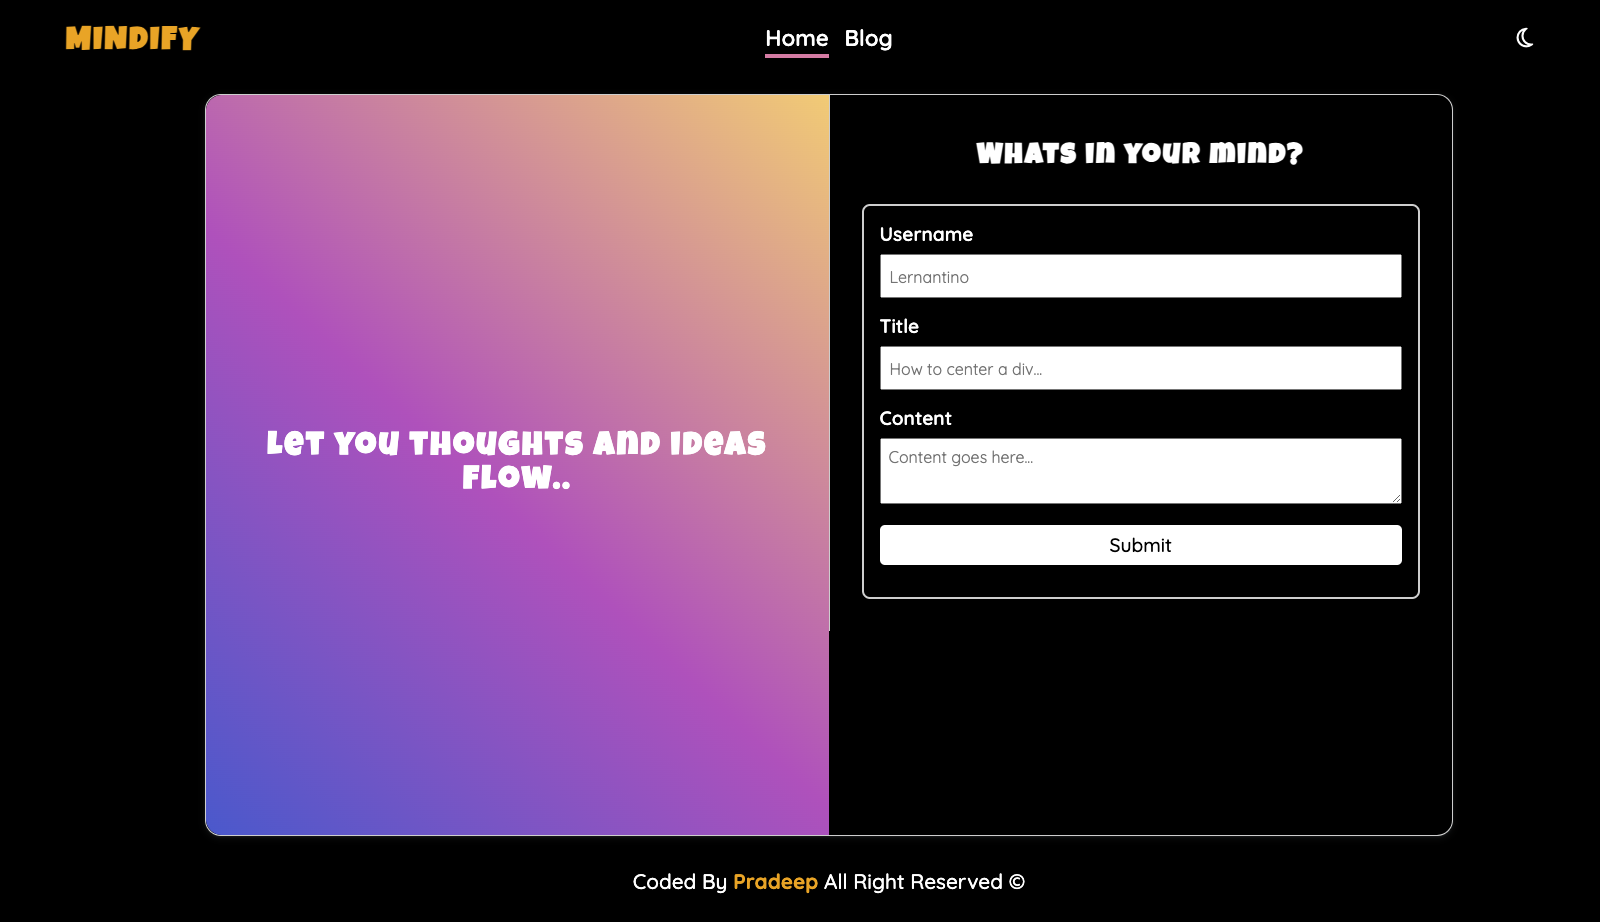 MINDIFY
Home Blog
Let you thoughts and ideas
flow..
Whats in your mind?
Username
Lernantino
Title
How to center a div...
Content
Content goes here...
Submit
Coded By Pradeep All Right Reserved ©